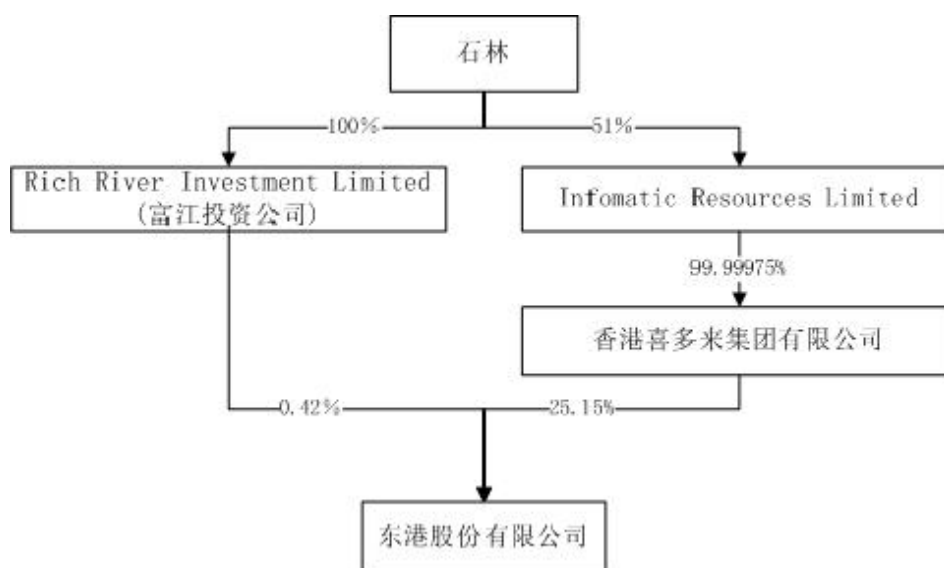 石林
100%
51%
Rich River Investment Limited
(富江投资公司)
Infomatic Resources Limited
99.99975%
香港喜多来集团有限公司
0.42%
25.15%
东港股份有限公司